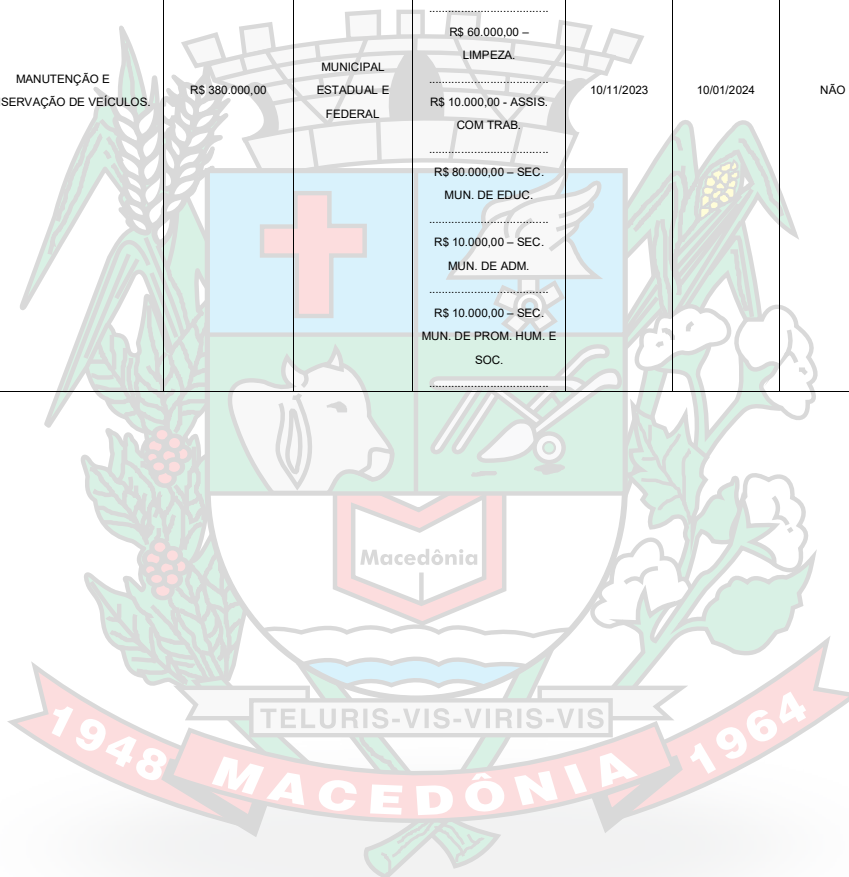 MANUTENÇÃO E
SERVAÇÃO DE VEÍCULOS.
R$ 380.000,00
MUNICIPAL
ESTADUAL E
FEDERAL
.......................................
R$ 60.000,00 –
LIMPEZA.
.......................................
R$ 10.000,00 - ASSIS.
COM TRAB.
.......................................
R$ 80.000,00 – SEC.
MUN. DE EDUC.
.......................................
R$ 10.000,00 – SEC.
MUN. DE ADM.
.......................................
R$ 10.000,00 – SEC.
MUN. DE PROM. HUM. E
SOC.
.......................................
10/11/2023
10/01/2024
NÃO
Macedônia
TELURIS-VIS-VIRIS-VIS
1948
MACEDÔNIA
1964